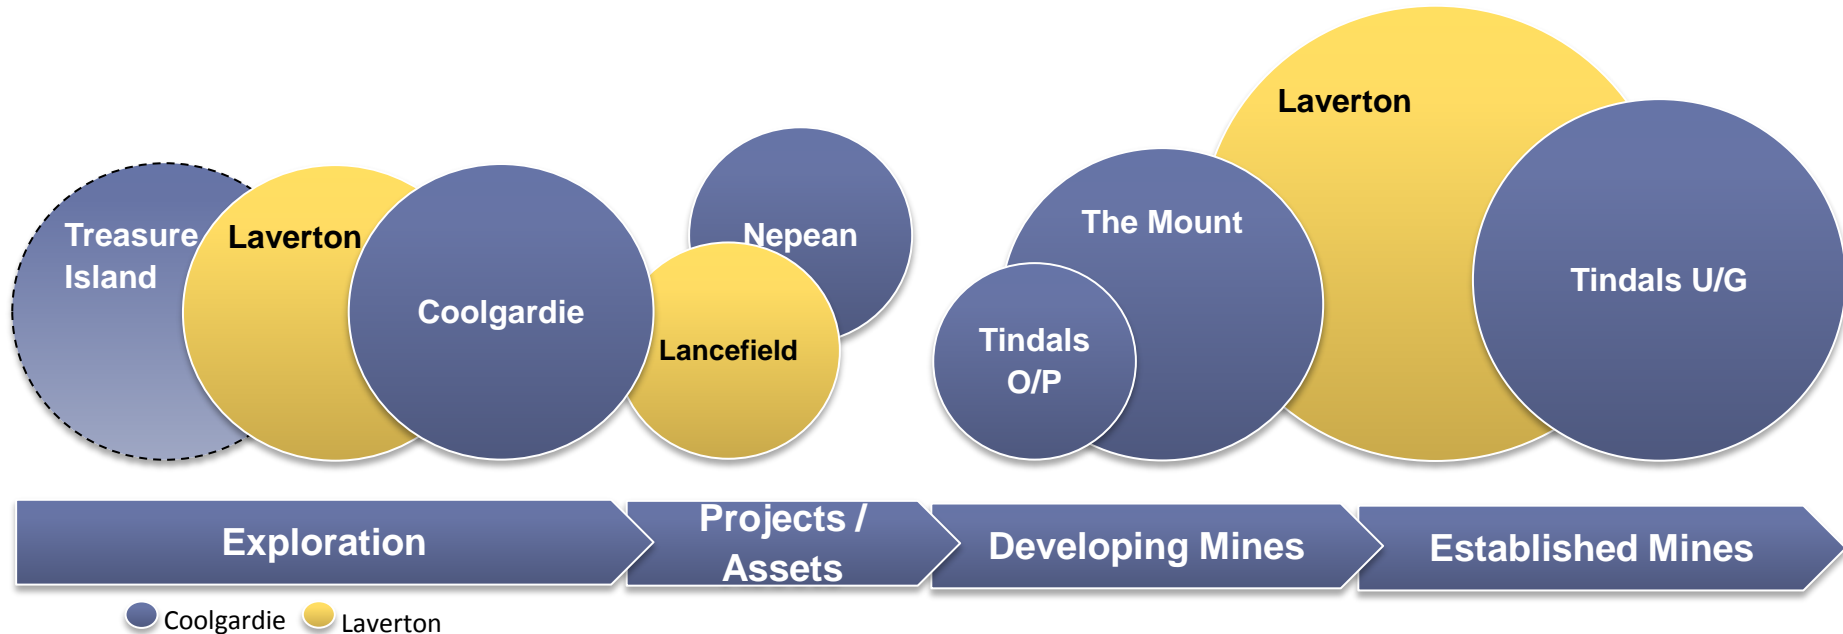 Treasure
Island
Laverton
Coolgardie
Nepean
Lancefield
Tindals
O/P
The Mount
Laverton
Tindals U/G
Exploration
Projects /
Assets
Developing Mines
Established Mines
Coolgardie
Laverton